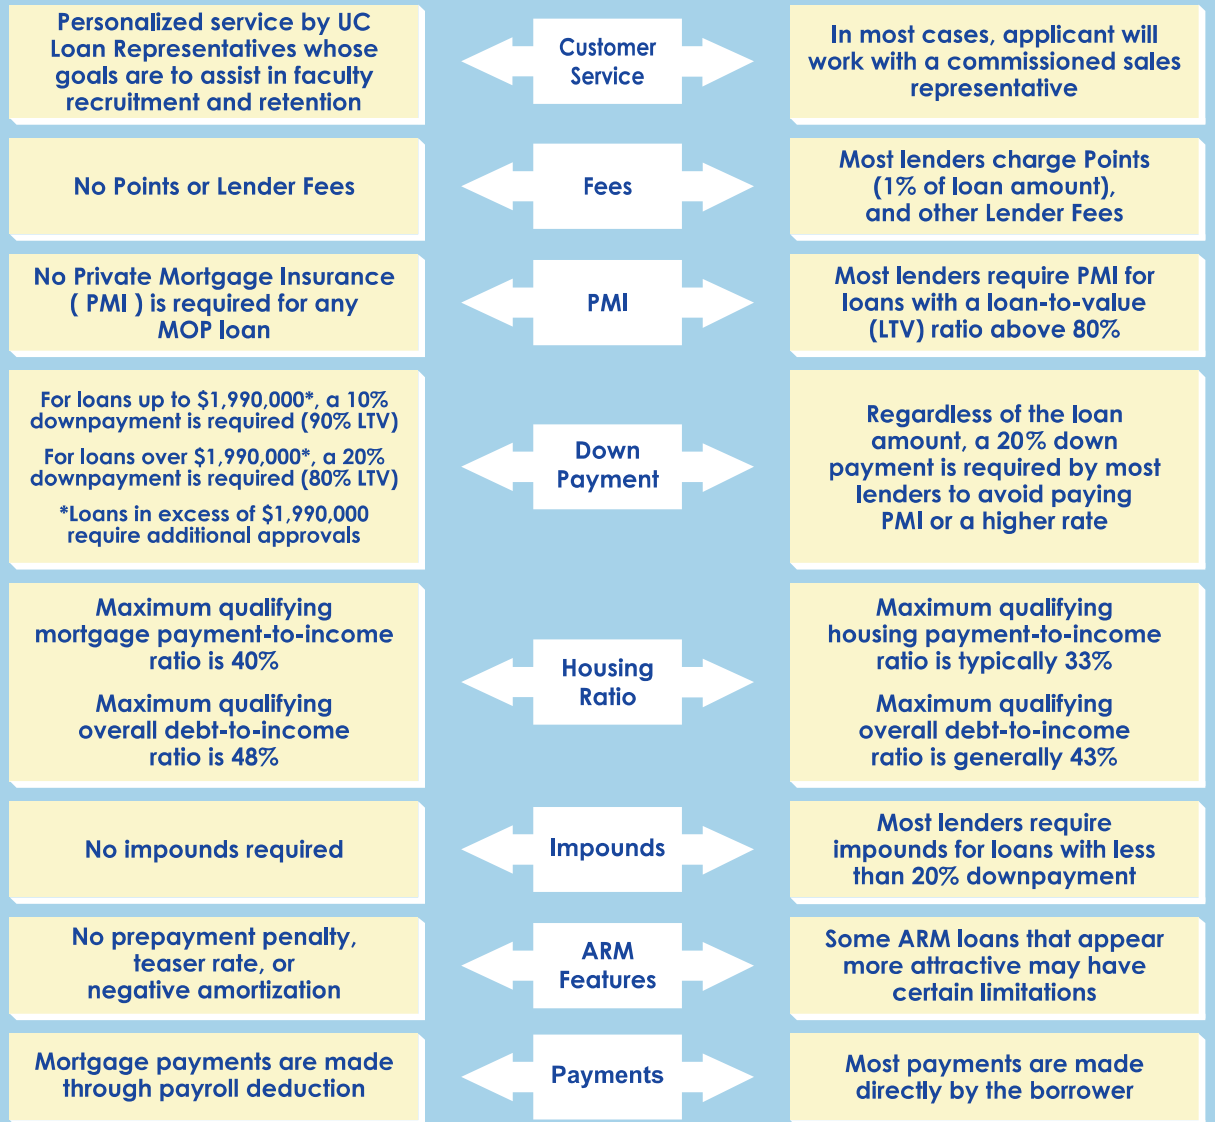 Personalized service by UC
Loan Representatives whose
goals are to assist in faculty
recruitment and retention
Customer
Service
In most cases, applicant will
work with a commissioned sales
representative
No Points or Lender Fees
Fees
Most lenders charge Points
(1% of loan amount),
and other Lender Fees
No Private Mortgage Insurance
( PMI ) is required for any
MOP loan
PMI
Most lenders require PMI for
loans with a loan-to-value
(LTV) ratio above 80%
For loans up to $1,990,000*, a 10%
downpayment is required (90% LTV)
For loans over $1,990,000*, a 20%
downpayment is required (80% LTV)
*Loans in excess of $1,990,000
require additional approvals
Down
Payment
Regardless of the loan
amount, a 20% down
payment is required by most
lenders to avoid paying
PMI or a higher rate
Maximum qualifying
mortgage payment-to-income
ratio is 40%
Maximum qualifying
overall debt-to-income
ratio is 48%
Housing
Ratio
Maximum qualifying
housing payment-to-income
ratio is typically 33%
Maximum qualifying
overall debt-to-income
ratio is generally 43%
No impounds required
Impounds
Most lenders require
impounds for loans with less
than 20% downpayment
No prepayment penalty,
teaser rate, or
negative amortization
ARM
Features
Some ARM loans that appear
more attractive may have
certain limitations
Mortgage payments are made
through payroll deduction
Payments
Most payments are made
directly by the borrower